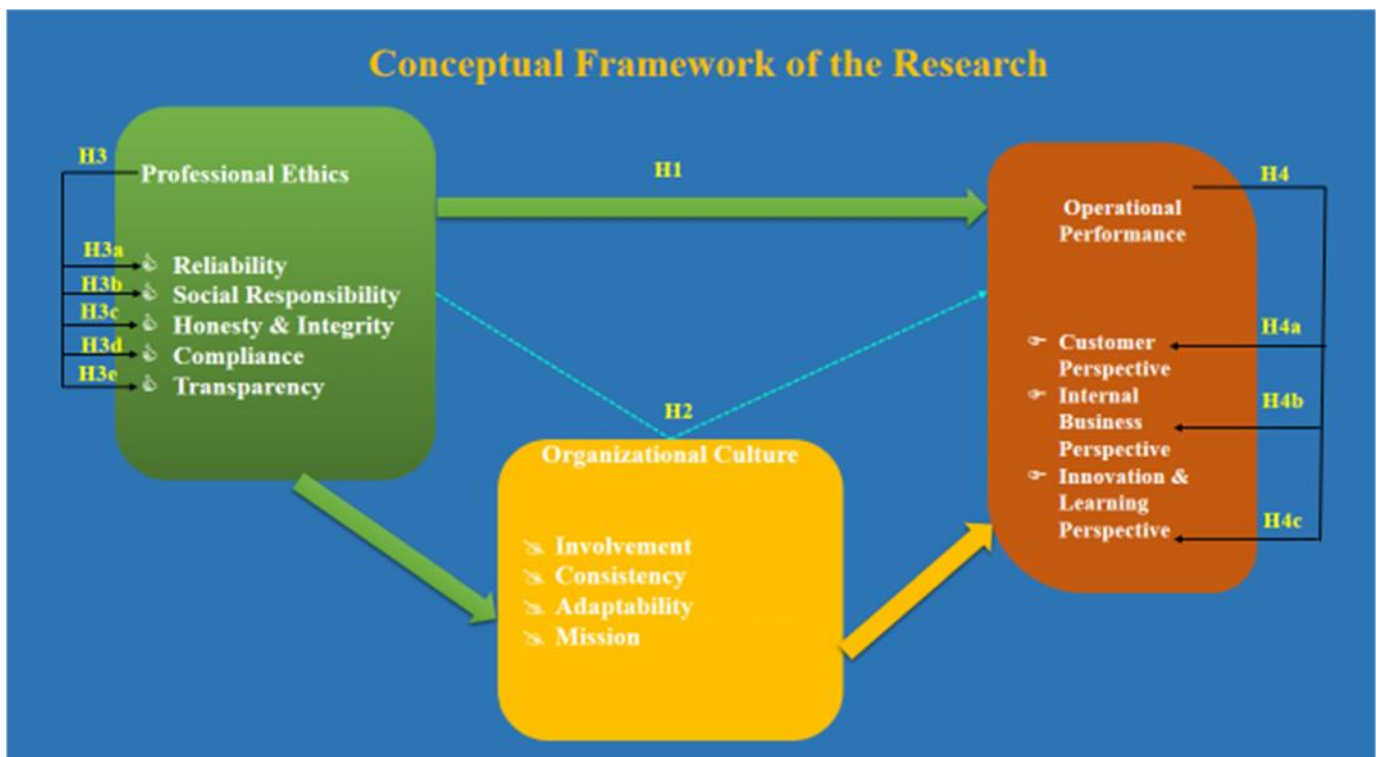 Conceptual Framework of the Research
H3
Professional Ethics
H3a
Reliability
H3b
Social Responsibility
H3c
Honesty & Integrity
H3d
Compliance
H3e
Transparency
H1
H2
Organizational Culture
Involvement
Consistency
Adaptability
Mission
H4
Operational
Performance
H4a
Customer
Perspective
H4b
Internal
Business
Perspective
H4c
Innovation &
Learning
Perspective